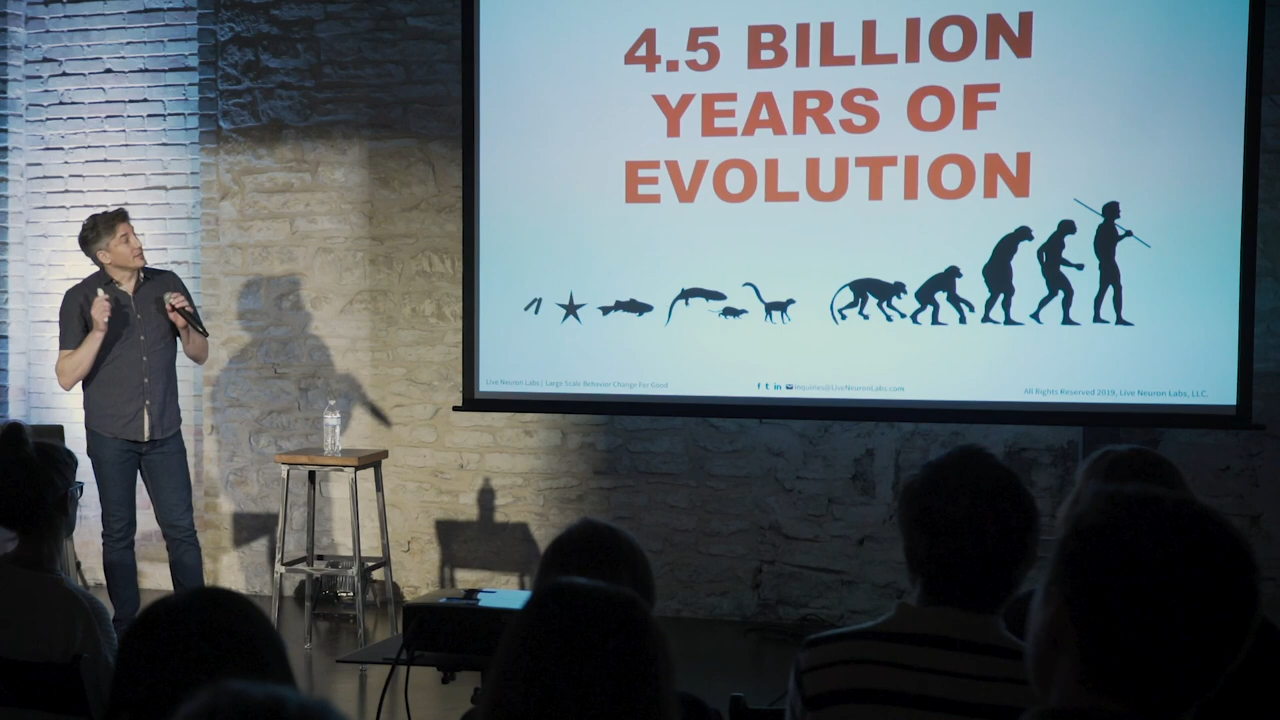 4.5 BILLION
YEARS OF
EVOLUTION
Live Neuron Labs | Large Scale Behavior Change For Good
inquiries@LiveNeuronLabs.com
All Rights Reserved 2019, Live Neuron Labs, LLC.